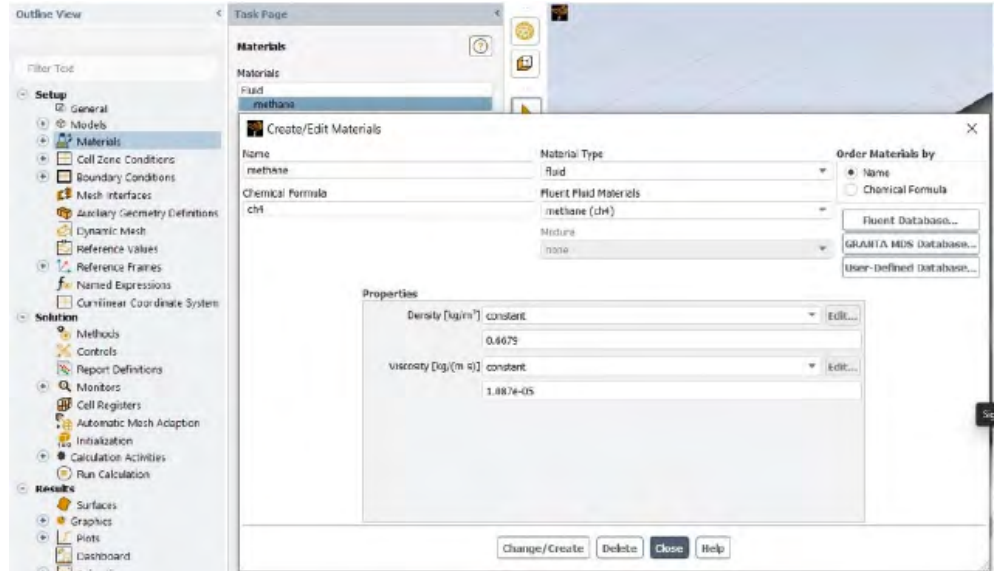 Outline View
Filter Text
Setup
General
Models
Materials
Cell Zone Conditions
Boundary Conditions
Mesh Interfaces
Auxiliary Geometry Definitions
Dynamic Mesh
Reference Values
Reference Frames
Named Expressions
Curvilinear Coordinate System
Solution
Methods
Controls
Report Definitions
Monitors
Cell Registers
Automatic Mesh Adaption
Initialization
Calculation Activities
Run Calculation
Results
Surfaces
Graphics
Plots
Dashboard
Task Page
Materials
Materials
Fluid
methane
Create/Edit Materials
Name
methane
Chemical Formula
ch4
Material Type
fluid
Fluent Fluid Materials
methane (ch4)
Mixture
none
Order Materials by
Name
Chemical Formula
Fluent Database...
GRANTA MDS Database...
User-Defined Database...
Properties
Density [kg/m³] constant Edit...
0.6679
Viscosity [kg/(m s)] constant Edit...
1.087e-05
Change/Create Delete Close Help